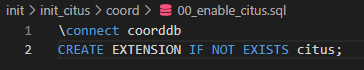 init > init_citus > coord > 00_enable_citus.sql
1 \connect coorddb
2 CREATE EXTENSION IF NOT EXISTS citus;